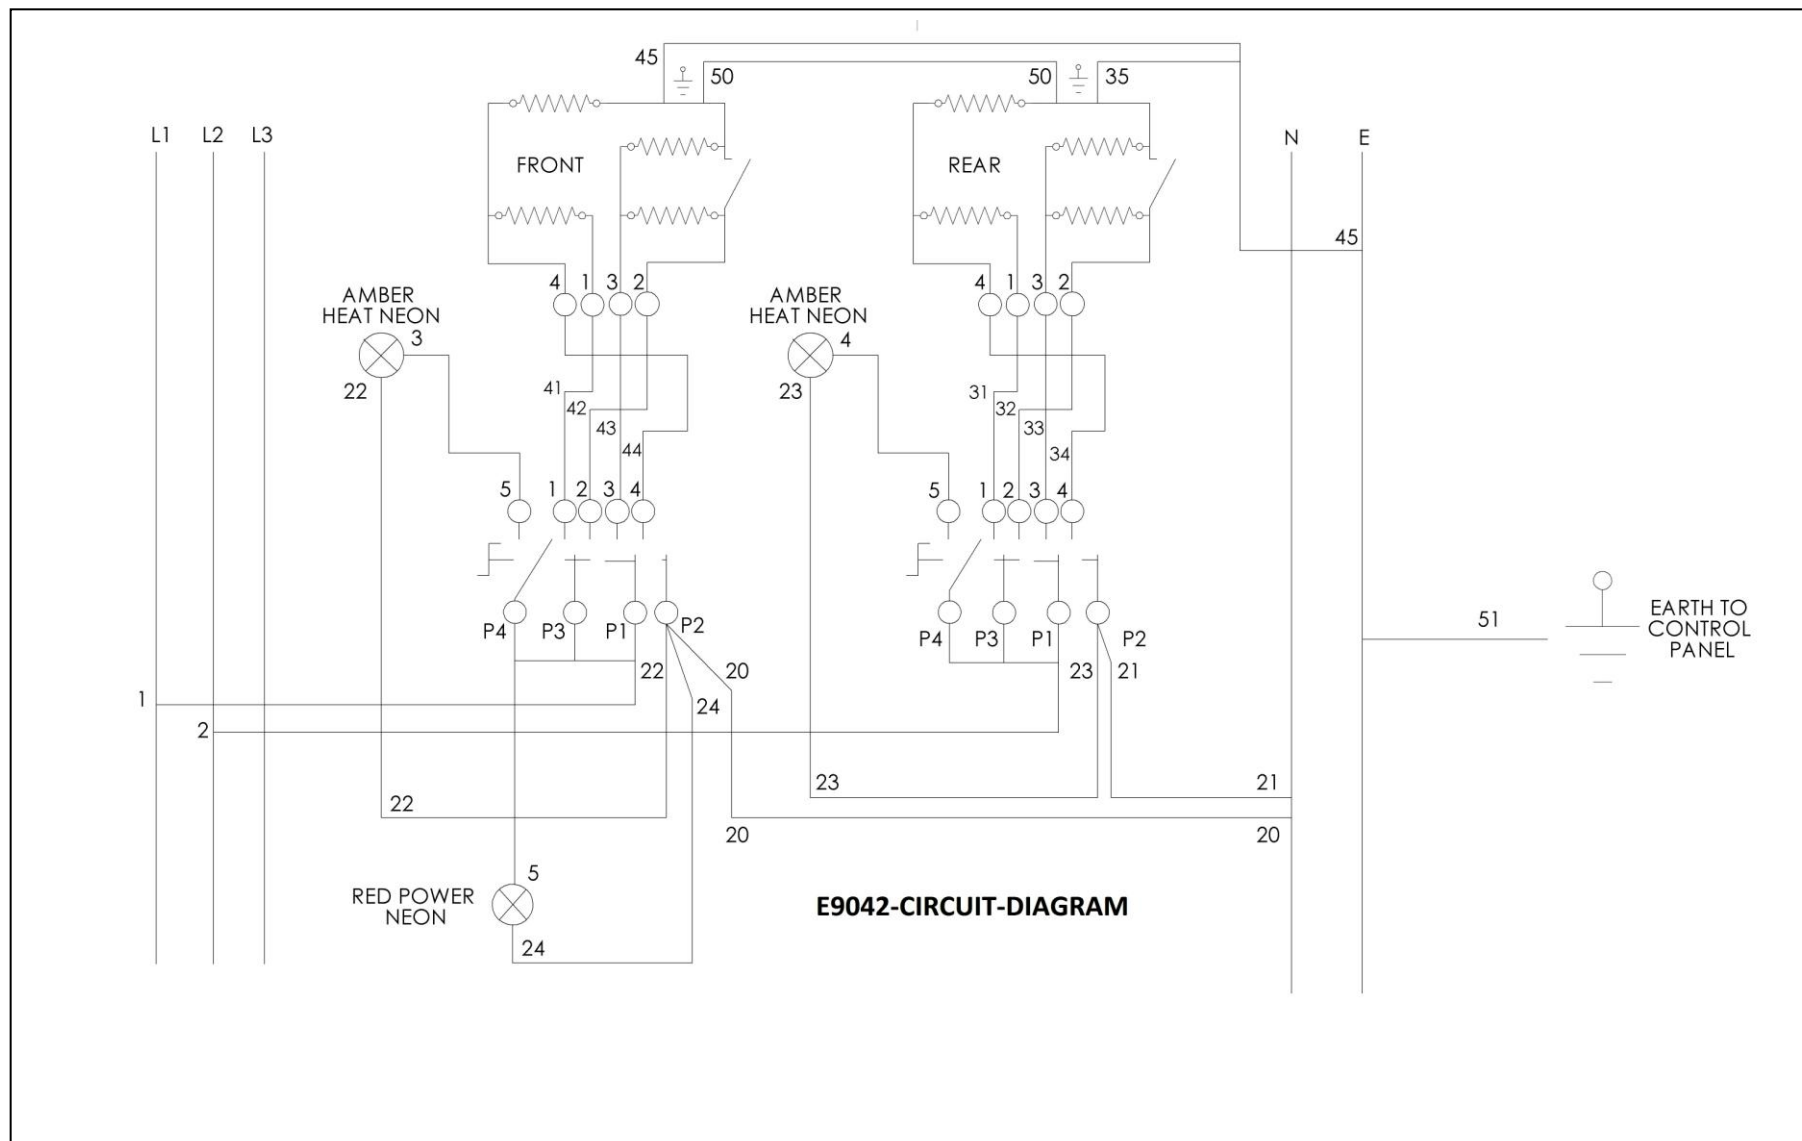 45
50
50
35
L1
L2
L3
N
E
FRONT
REAR
45
4 1 3 2
4 1 3 2
AMBER
HEAT NEON
AMBER
HEAT NEON
3
4
22
23
41
42
43
44
31
32
33
34
5 1 2 3 4
5 1 2 3 4
P4 P3 P1 P2
P4 P3 P1 P2
EARTH TO
CONTROL
PANEL
51
22
20
24
23
21
1
2
22
23
21
20
20
5
RED POWER
NEON
24
E9042-CIRCUIT-DIAGRAM